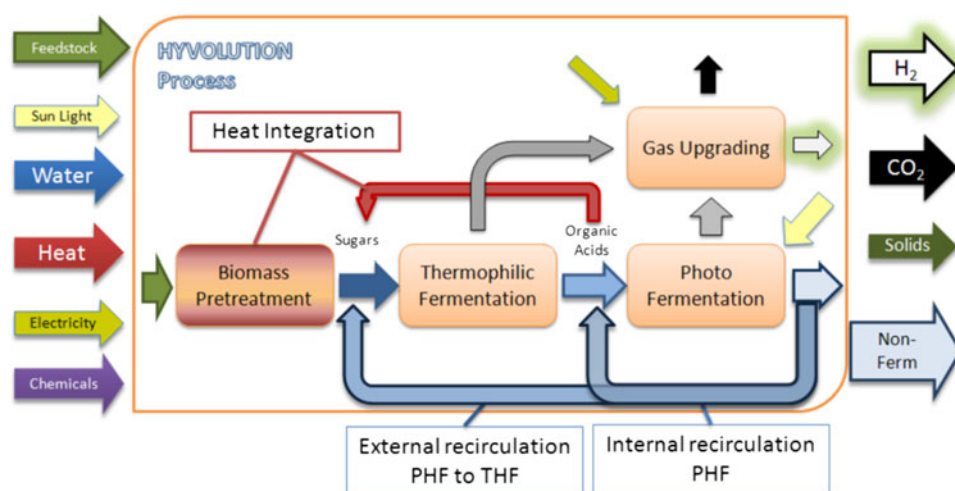 HYVOLUTION
Process
Feedstock
Sun Light
Water
Heat
Electricity
Chemicals
Heat Integration
Sugars
Organic
Acids
Biomass
Pretreatment
Thermophilic
Fermentation
Photo
Fermentation
Gas Upgrading
External recirculation
PHF to THF
Internal recirculation
PHF
H₂
CO₂
Solids
Non-
Ferm